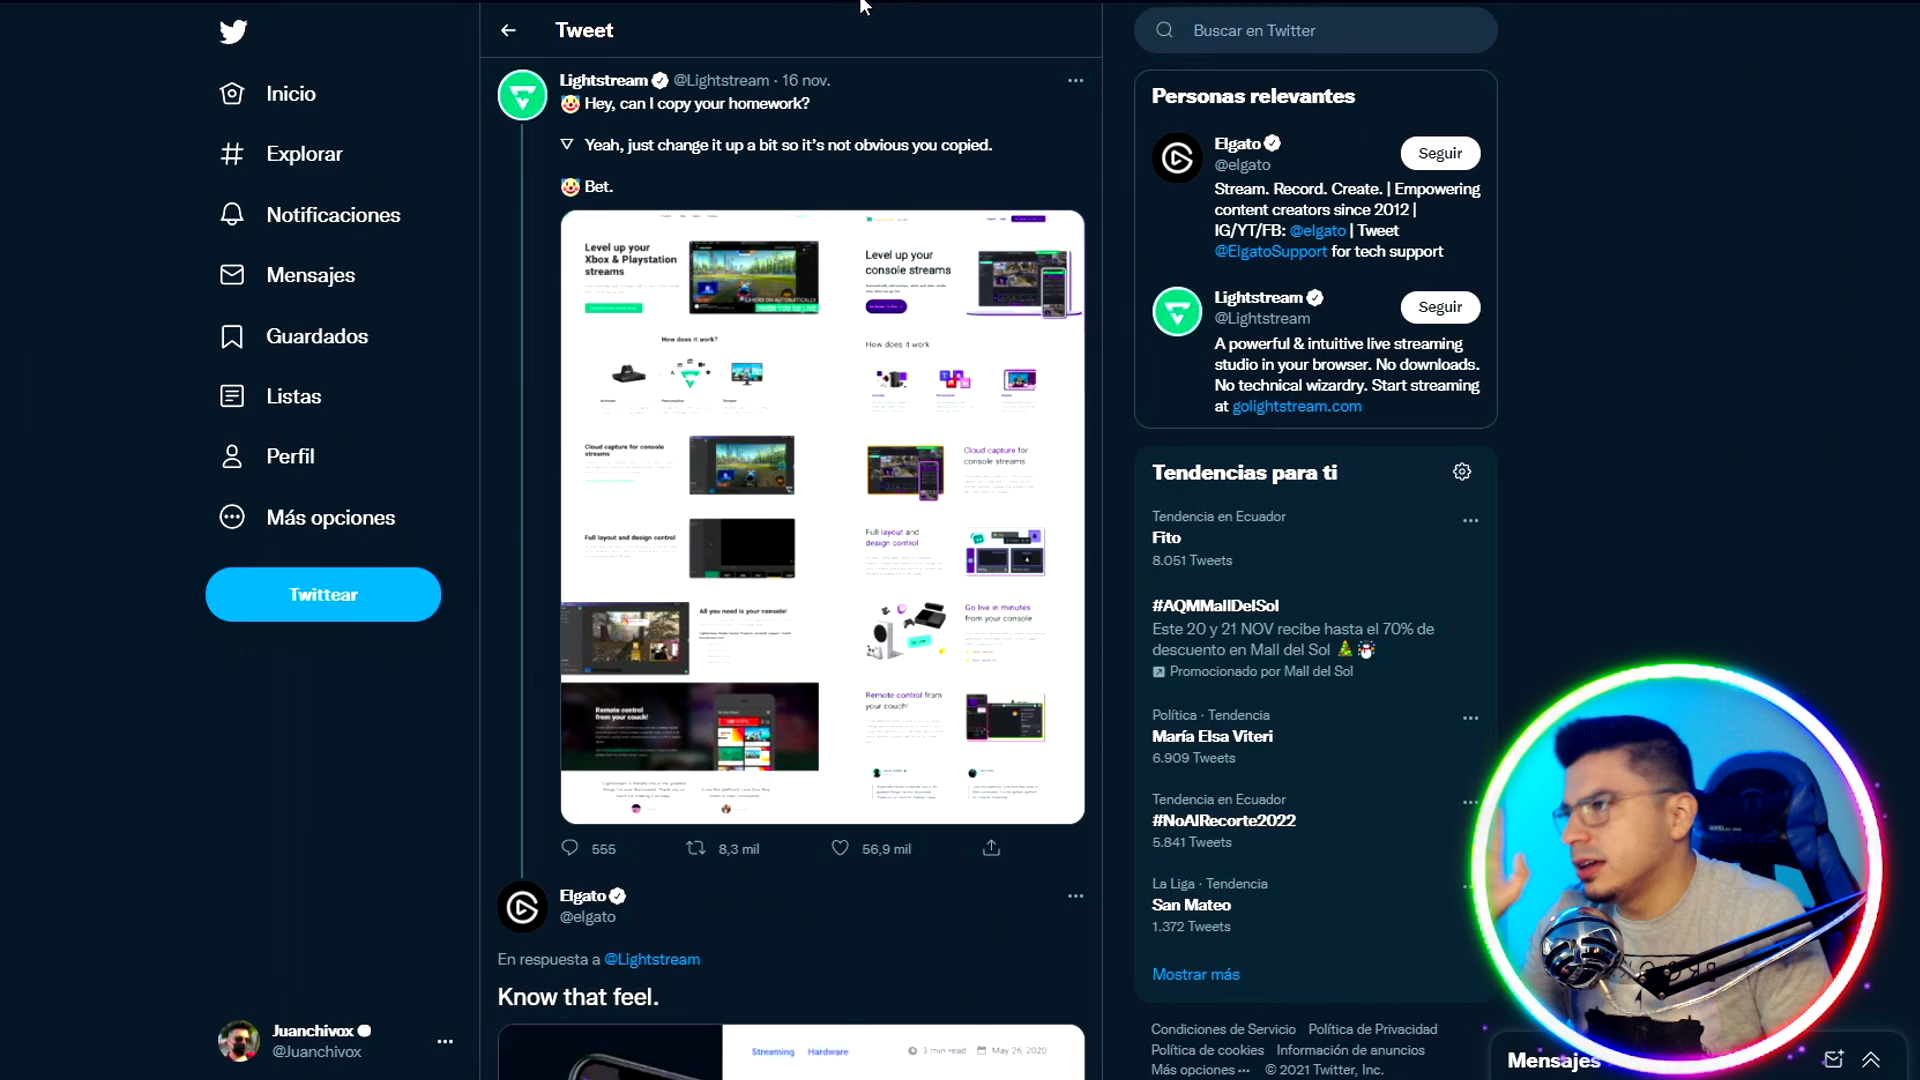 Inicio
Explorar
Notificaciones
Mensajes
Guardados
Listas
Perfil
Más opciones
Twittear
Juanchivox
@Juanchivox
Tweet
Lightstream @Lightstream · 16 nov.
🤡 Hey, can I copy your homework?
▽ Yeah, just change it up a bit so it's not obvious you copied.
🤡 Bet.
Level up your
Xbox & Playstation
streams
LAYERS ON AUTOMATICALLY
WHEN YOU GO LIVE
How does it work?
Cloud capture for console
streams
Full layout and design control
All you need is your console!
Remote control
from your couch!
Level up your
console streams
How does it work
Cloud capture for
console streams
Full layout and
design control
Go live in minutes
from your console
Remote control from
your couch!
555
8,3 mil
56,9 mil
Elgato
@elgato
En respuesta a @Lightstream
Know that feel.
Streaming Hardware
3 min read May 26, 2020
Buscar en Twitter
Personas relevantes
Elgato
@elgato
Seguir
Stream. Record. Create. | Empowering
content creators since 2012 |
IG/YT/FB: @elgato | Tweet
@ElgatoSupport for tech support
Lightstream
@Lightstream
Seguir
A powerful & intuitive live streaming
studio in your browser. No downloads.
No technical wizardry. Start streaming
at golightstream.com
Tendencias para ti
Tendencia en Ecuador
Fito
8.051 Tweets
#AQMMallDelSol
Este 20 y 21 NOV recibe hasta el 70% de
descuento en Mall del Sol 🎄⛄
Promocionado por Mall del Sol
Política · Tendencia
María Elsa Viteri
6.909 Tweets
Tendencia en Ecuador
#NoAlRecorte2022
5.841 Tweets
La Liga · Tendencia
San Mateo
1.372 Tweets
Mostrar más
Condiciones de Servicio Política de Privacidad
Política de cookies Información de anuncios
Más opciones ··· © 2021 Twitter, Inc.
Mensajes